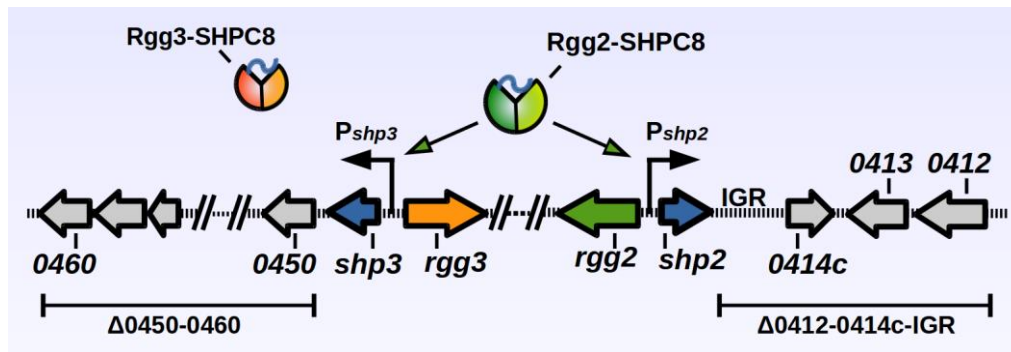 Rgg3-SHPC8
Rgg2-SHPC8
Pshp3
Pshp2
0413
0412
IGR
0460
0450
shp3
rgg3
rgg2
shp2
0414c
Δ0450-0460
Δ0412-0414c-IGR